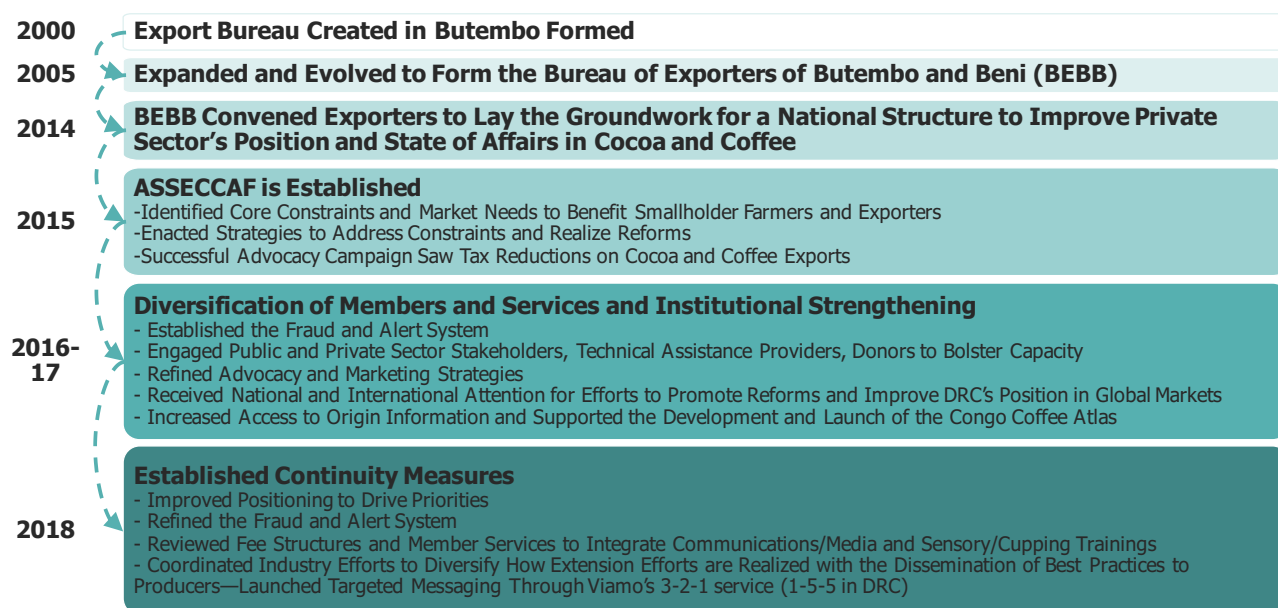 2000
Export Bureau Created in Butembo Formed
2005
Expanded and Evolved to Form the Bureau of Exporters of Butembo and Beni (BEBB)
2014
BEBB Convened Exporters to Lay the Groundwork for a National Structure to Improve Private
Sector's Position and State of Affairs in Cocoa and Coffee
2015
ASSECCAF is Established
-Identified Core Constraints and Market Needs to Benefit Smallholder Farmers and Exporters
-Enacted Strategies to Address Constraints and Realize Reforms
-Successful Advocacy Campaign Saw Tax Reductions on Cocoa and Coffee Exports
2016-
17
Diversification of Members and Services and Institutional Strengthening
- Established the Fraud and Alert System
- Engaged Public and Private Sector Stakeholders, Technical Assistance Providers, Donors to Bolster Capacity
- Refined Advocacy and Marketing Strategies
- Received National and International Attention for Efforts to Promote Reforms and Improve DRC's Position in Global Markets
- Increased Access to Origin Information and Supported the Development and Launch of the Congo Coffee Atlas
2018
Established Continuity Measures
- Improved Positioning to Drive Priorities
- Refined the Fraud and Alert System
- Reviewed Fee Structures and Member Services to Integrate Communications/Media and Sensory/Cupping Trainings
- Coordinated Industry Efforts to Diversify How Extension Efforts are Realized with the Dissemination of Best Practices to
Producers—Launched Targeted Messaging Through Viamo's 3-2-1 service (1-5-5 in DRC)